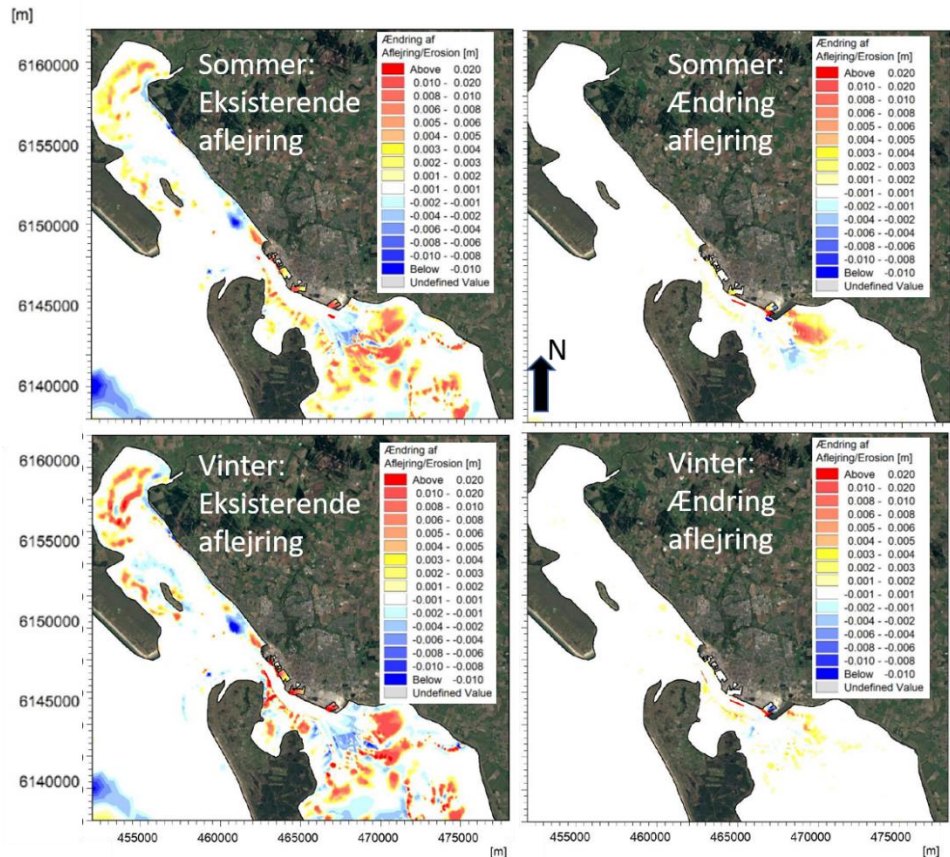 [m]
6160000
6155000
6150000
6145000
6140000
Sommer:
Eksisterende
aflejring
Ændring af
Aflejring/Erosion [m]
Above 0.020
0.010 - 0.020
0.008 - 0.010
0.006 - 0.008
0.005 - 0.006
0.004 - 0.005
0.003 - 0.004
0.002 - 0.003
0.001 - 0.002
-0.001 - 0.001
-0.002 - -0.001
-0.004 - -0.002
-0.006 - -0.004
-0.008 - -0.006
-0.010 - -0.008
Below -0.010
Undefined Value
Sommer:
Ændring
aflejring
Ændring af
Aflejring/Erosion [m]
Above 0.020
0.010 - 0.020
0.008 - 0.010
0.006 - 0.008
0.005 - 0.006
0.004 - 0.005
0.003 - 0.004
0.002 - 0.003
0.001 - 0.002
-0.001 - 0.001
-0.002 - -0.001
-0.004 - -0.002
-0.006 - -0.004
-0.008 - -0.006
-0.010 - -0.008
Below -0.010
Undefined Value
N
6160000
6155000
6150000
6145000
6140000
Vinter:
Eksisterende
aflejring
Ændring af
Aflejring/Erosion [m]
Above 0.020
0.010 - 0.020
0.008 - 0.010
0.006 - 0.008
0.005 - 0.006
0.004 - 0.005
0.003 - 0.004
0.002 - 0.003
0.001 - 0.002
-0.001 - 0.001
-0.002 - -0.001
-0.004 - -0.002
-0.006 - -0.004
-0.008 - -0.006
-0.010 - -0.008
Below -0.010
Undefined Value
455000 460000 465000 470000 475000
[m]
Vinter:
Ændring
aflejring
Ændring af
Aflejring/Erosion [m]
Above 0.020
0.010 - 0.020
0.008 - 0.010
0.006 - 0.008
0.005 - 0.006
0.004 - 0.005
0.003 - 0.004
0.002 - 0.003
0.001 - 0.002
-0.001 - 0.001
-0.002 - -0.001
-0.004 - -0.002
-0.006 - -0.004
-0.008 - -0.006
-0.010 - -0.008
Below -0.010
Undefined Value
455000 460000 465000 470000 475000
[m]